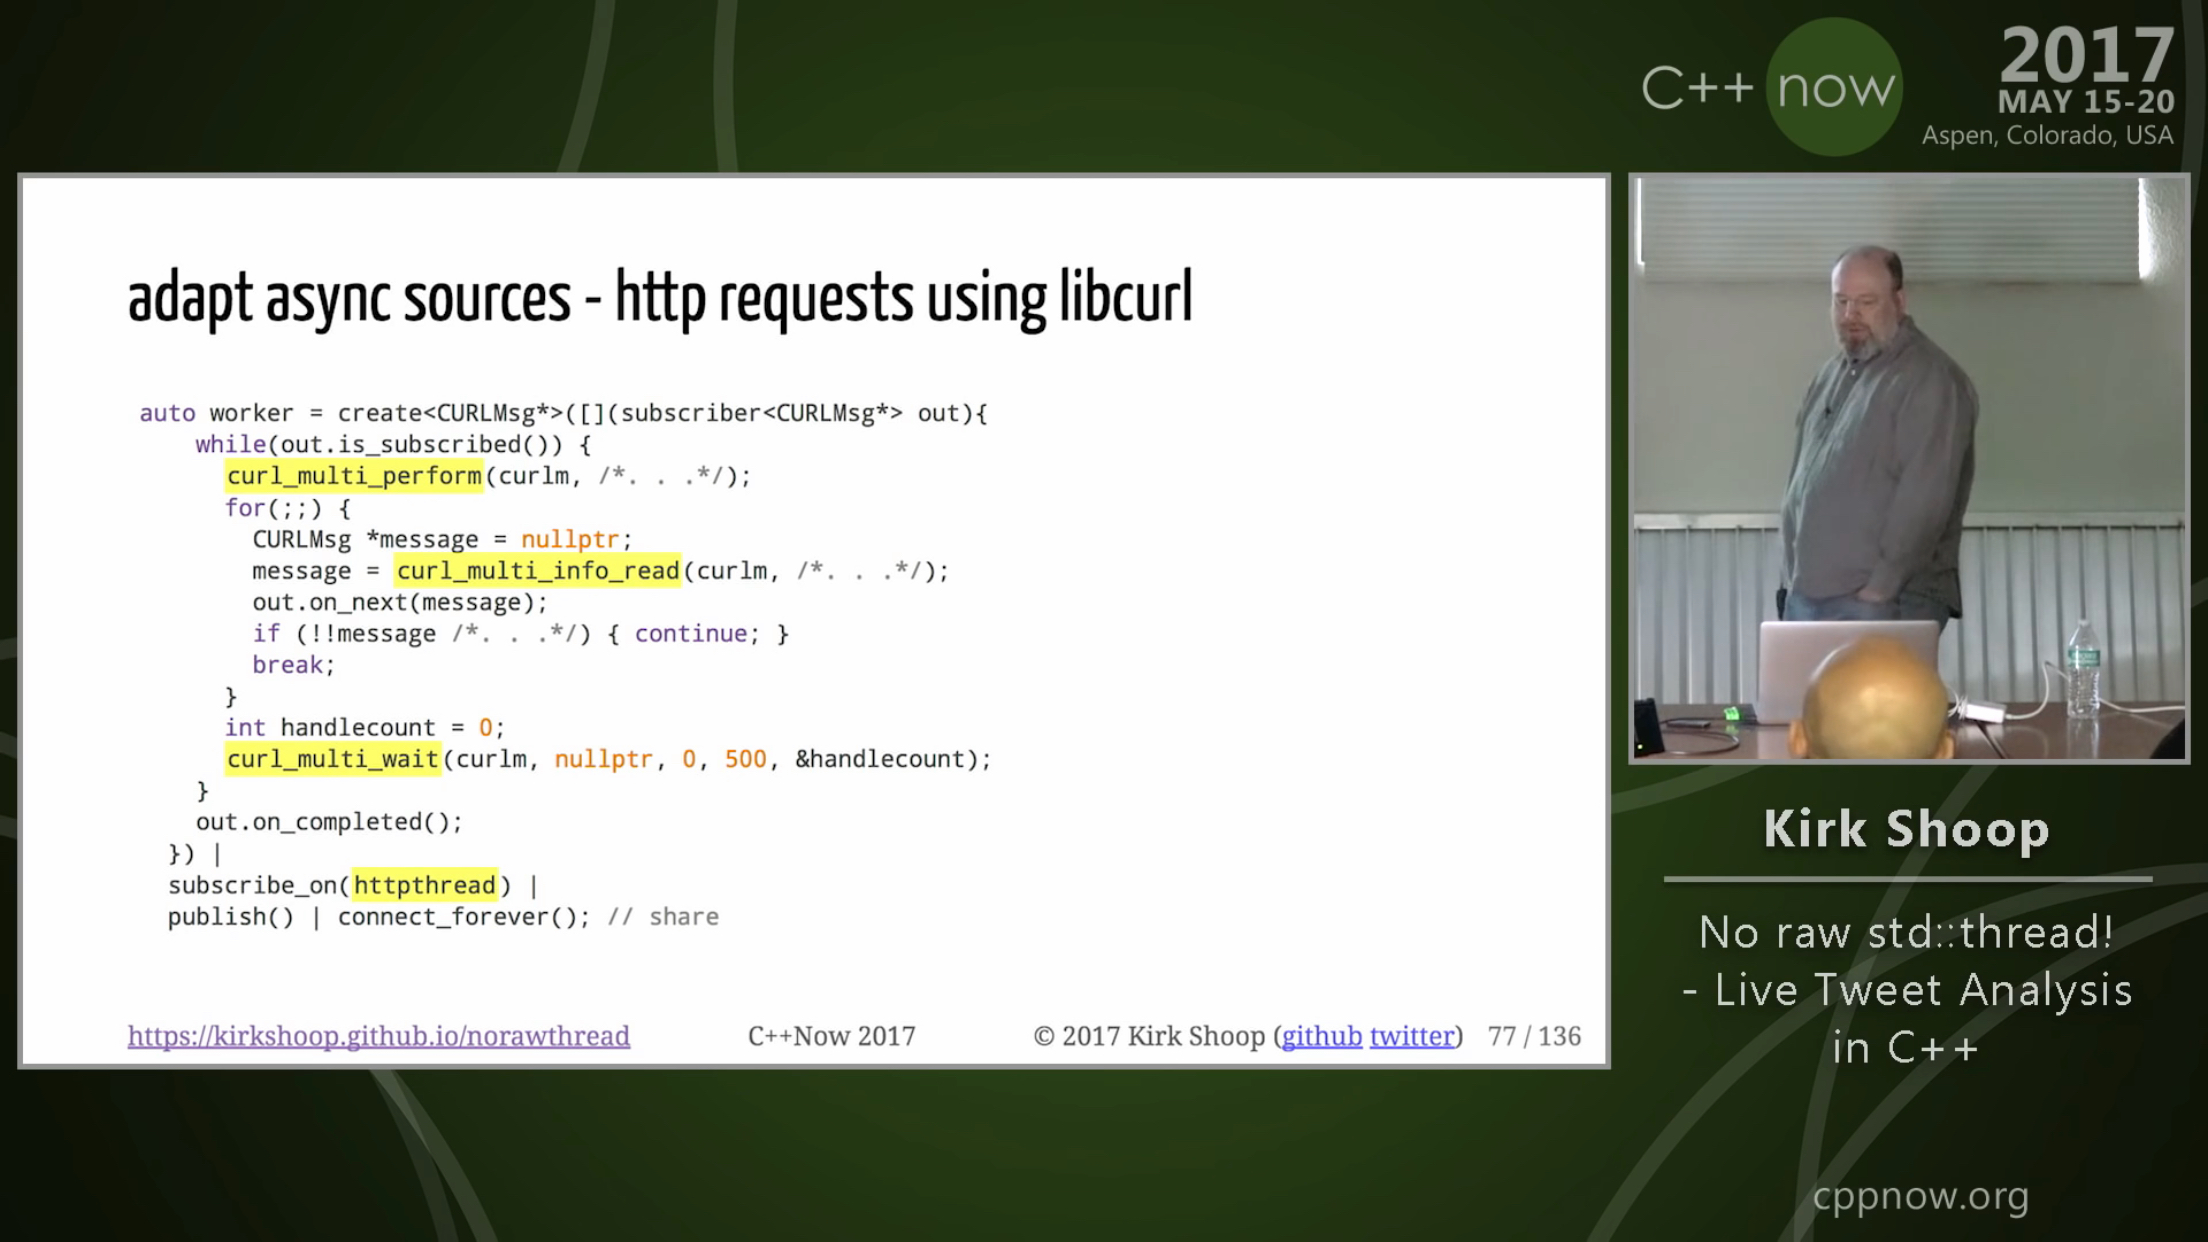 C++ now
2017
MAY 15-20
Aspen, Colorado, USA
adapt async sources - http requests using libcurl
auto worker = create<CURLMsg*>([](subscriber<CURLMsg*> out){
    while(out.is_subscribed()) {
      curl_multi_perform(curlm, /*. . .*/);
      for(;;) {
        CURLMsg *message = nullptr;
        message = curl_multi_info_read(curlm, /*. . .*/);
        out.on_next(message);
        if (!!message /*. . .*/) { continue; }
        break;
      }
      int handlecount = 0;
      curl_multi_wait(curlm, nullptr, 0, 500, &handlecount);
    }
    out.on_completed();
  }) |
  subscribe_on(httpthread) |
  publish() | connect_forever(); // share
https://kirkshoop.github.io/norawthread C++Now 2017 © 2017 Kirk Shoop (github twitter) 77 / 136
Kirk Shoop
No raw std::thread!
- Live Tweet Analysis
in C++
cppnow.org